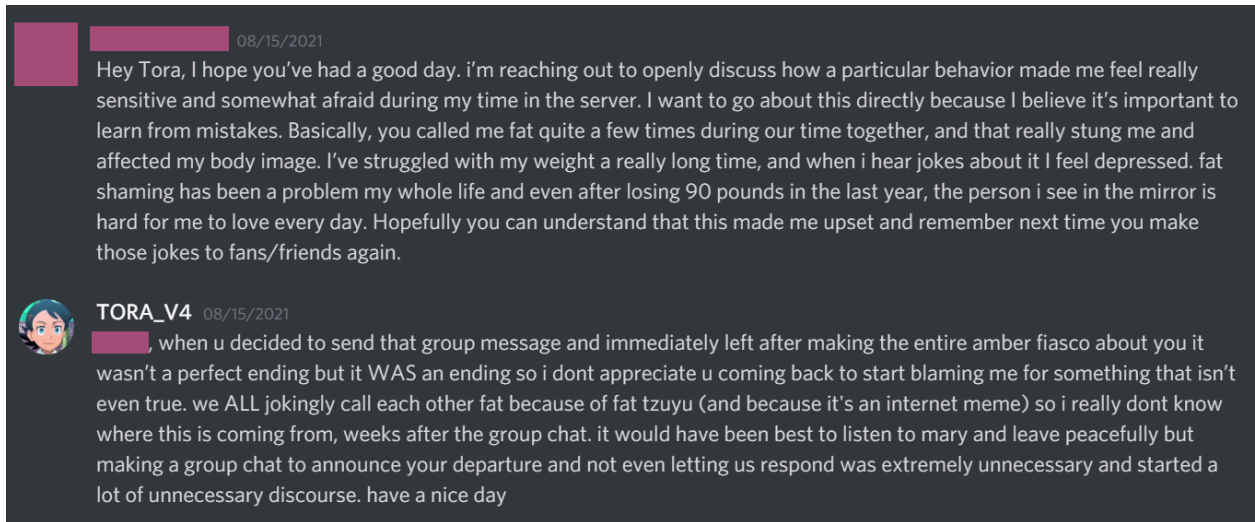 08/15/2021
Hey Tora, I hope you've had a good day. i'm reaching out to openly discuss how a particular behavior made me feel really
sensitive and somewhat afraid during my time in the server. I want to go about this directly because I believe it's important to
learn from mistakes. Basically, you called me fat quite a few times during our time together, and that really stung me and
affected my body image. I've struggled with my weight a really long time, and when i hear jokes about it I feel depressed. fat
shaming has been a problem my whole life and even after losing 90 pounds in the last year, the person i see in the mirror is
hard for me to love every day. Hopefully you can understand that this made me upset and remember next time you make
those jokes to fans/friends again.
TORA_V4 08/15/2021
, when u decided to send that group message and immediately left after making the entire amber fiasco about you it
wasn't a perfect ending but it WAS an ending so i dont appreciate u coming back to start blaming me for something that isn't
even true. we ALL jokingly call each other fat because of fat tzuyu (and because it's an internet meme) so i really dont know
where this is coming from, weeks after the group chat. it would have been best to listen to mary and leave peacefully but
making a group chat to announce your departure and not even letting us respond was extremely unnecessary and started a
lot of unnecessary discourse. have a nice day